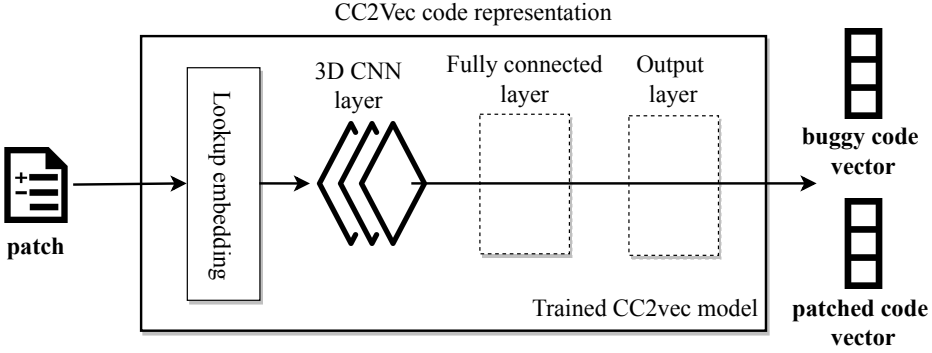 CC2Vec code representation
3D CNN
layer
Fully connected
layer
Output
layer
Lookup embedding
+
−
patch
buggy code
vector
patched code
vector
Trained CC2vec model